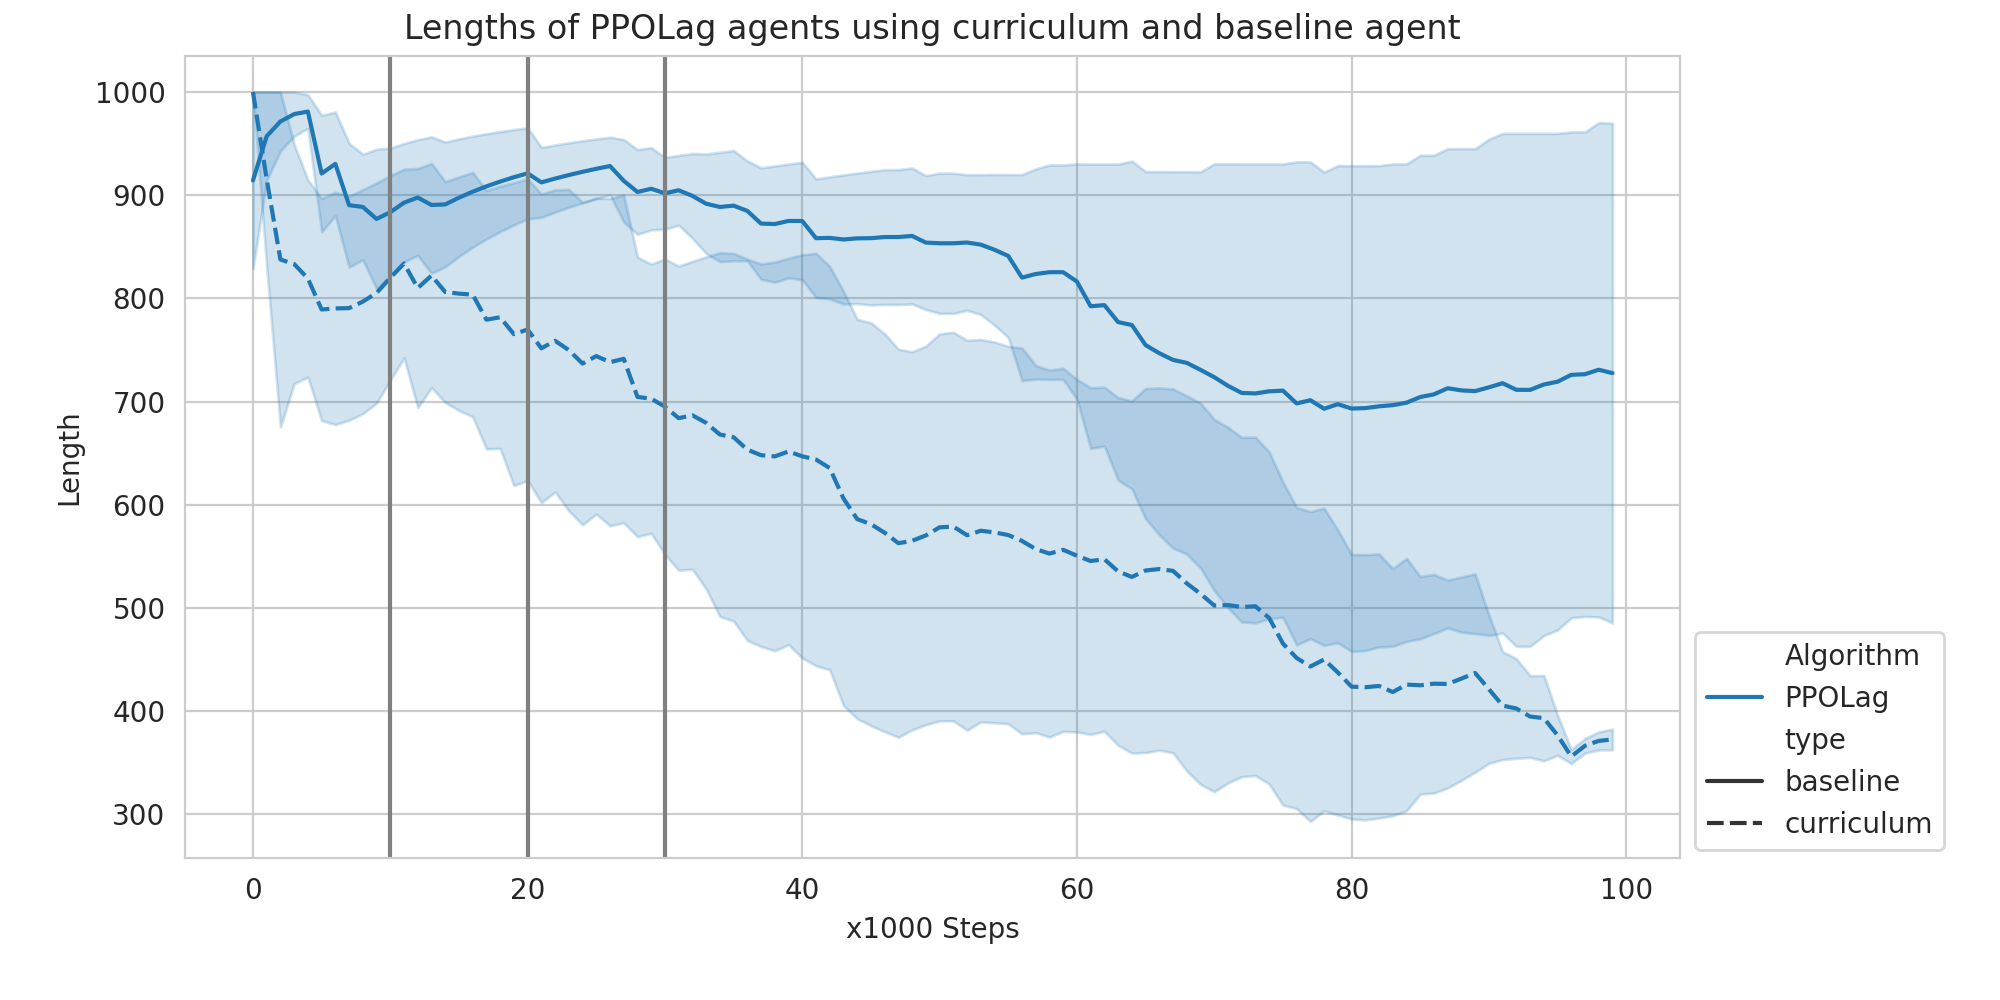 Lengths of PPOLag agents using curriculum and baseline agent
1000
900
800
700
600
500
400
300
Length
0 20 40 60 80 100
x1000 Steps
Algorithm
PPOLag
type
baseline
curriculum